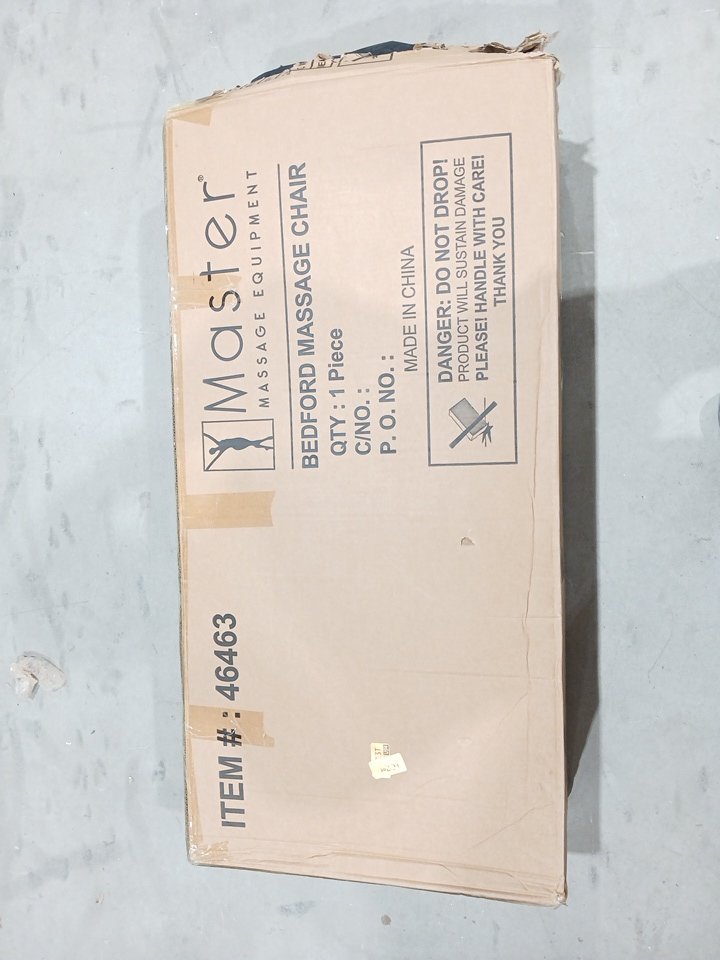 Master®
MASSAGE EQUIPMENT
BEDFORD MASSAGE CHAIR
QTY : 1 Piece
C/NO. :
P. O. NO. :
MADE IN CHINA
DANGER: DO NOT DROP!
PRODUCT WILL SUSTAIN DAMAGE
PLEASE! HANDLE WITH CARE!
THANK YOU
ITEM # : 46463